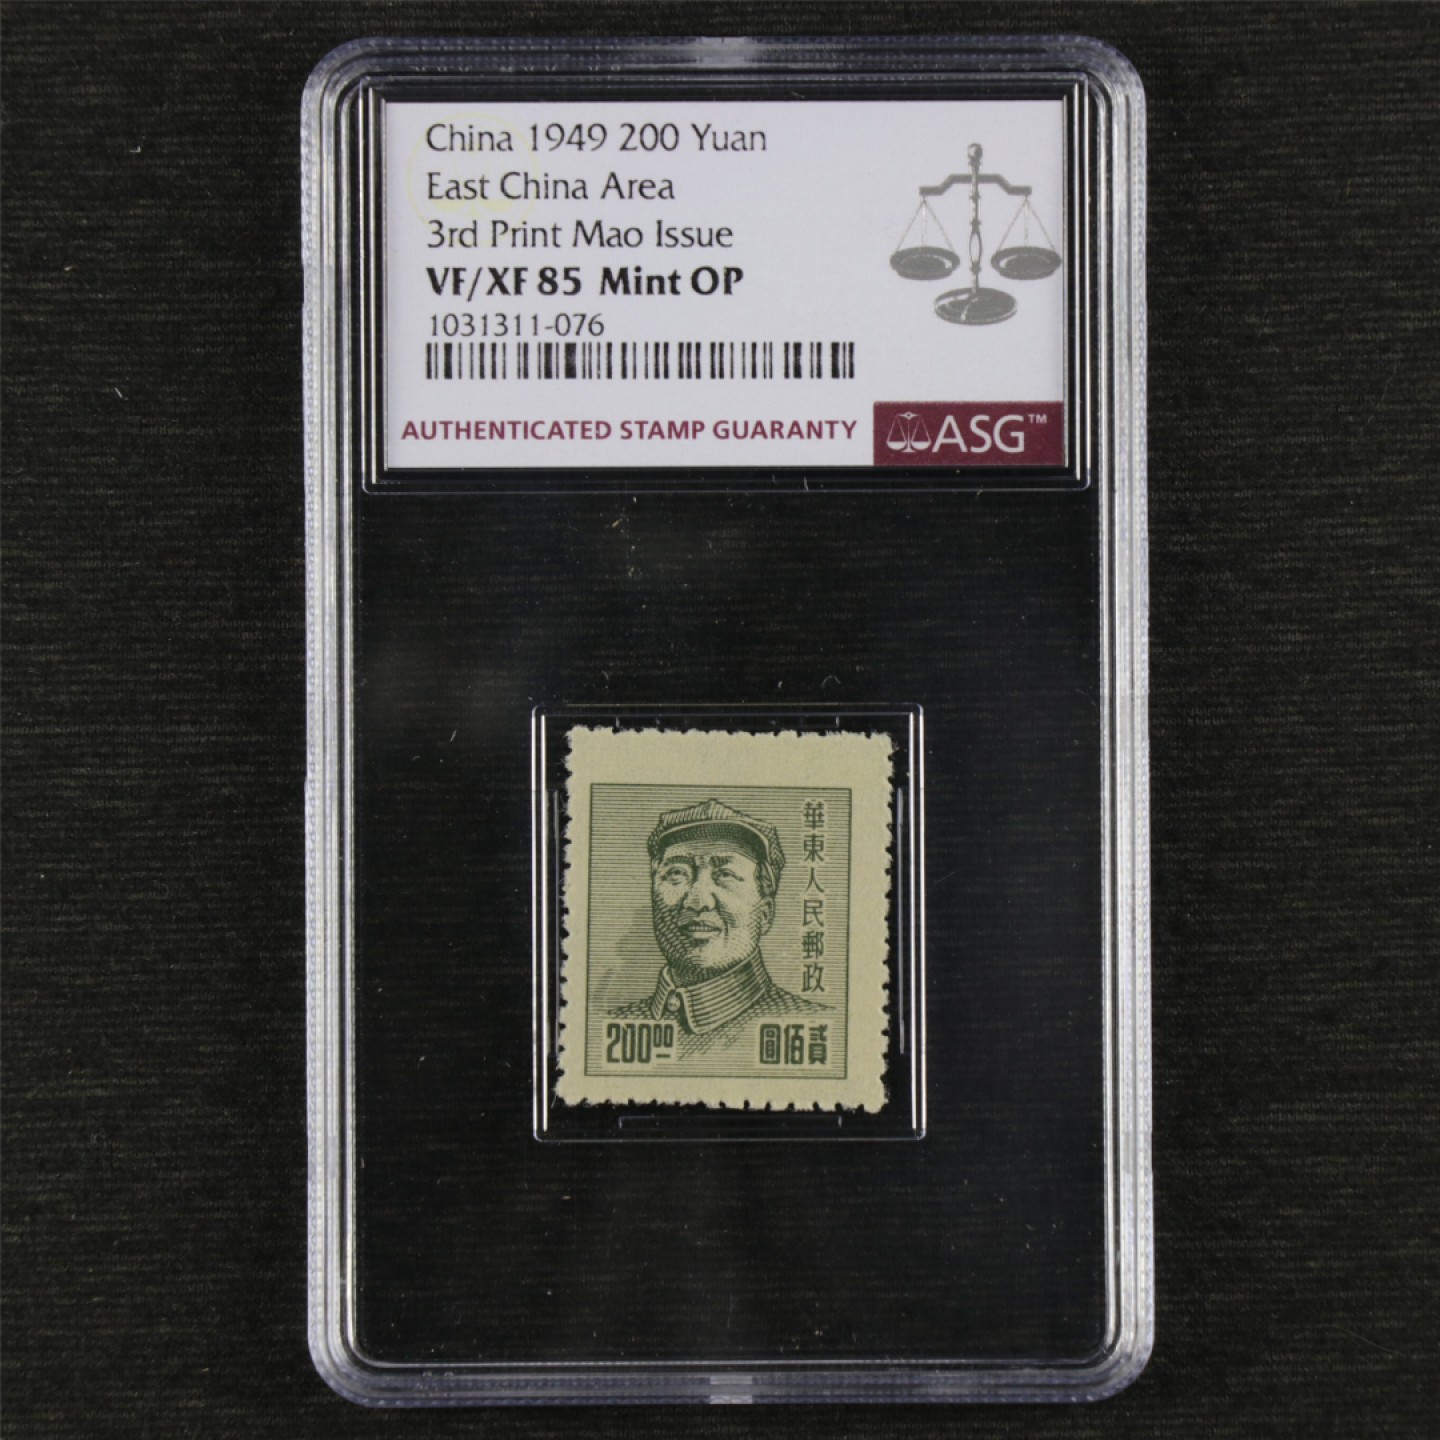 China 1949 200 Yuan
East China Area
3rd Print Mao Issue
VF/XF 85 Mint OP
1031311-076
AUTHENTICATED STAMP GUARANTY
ASG™
華東人民郵政
200.00
圓佰貳